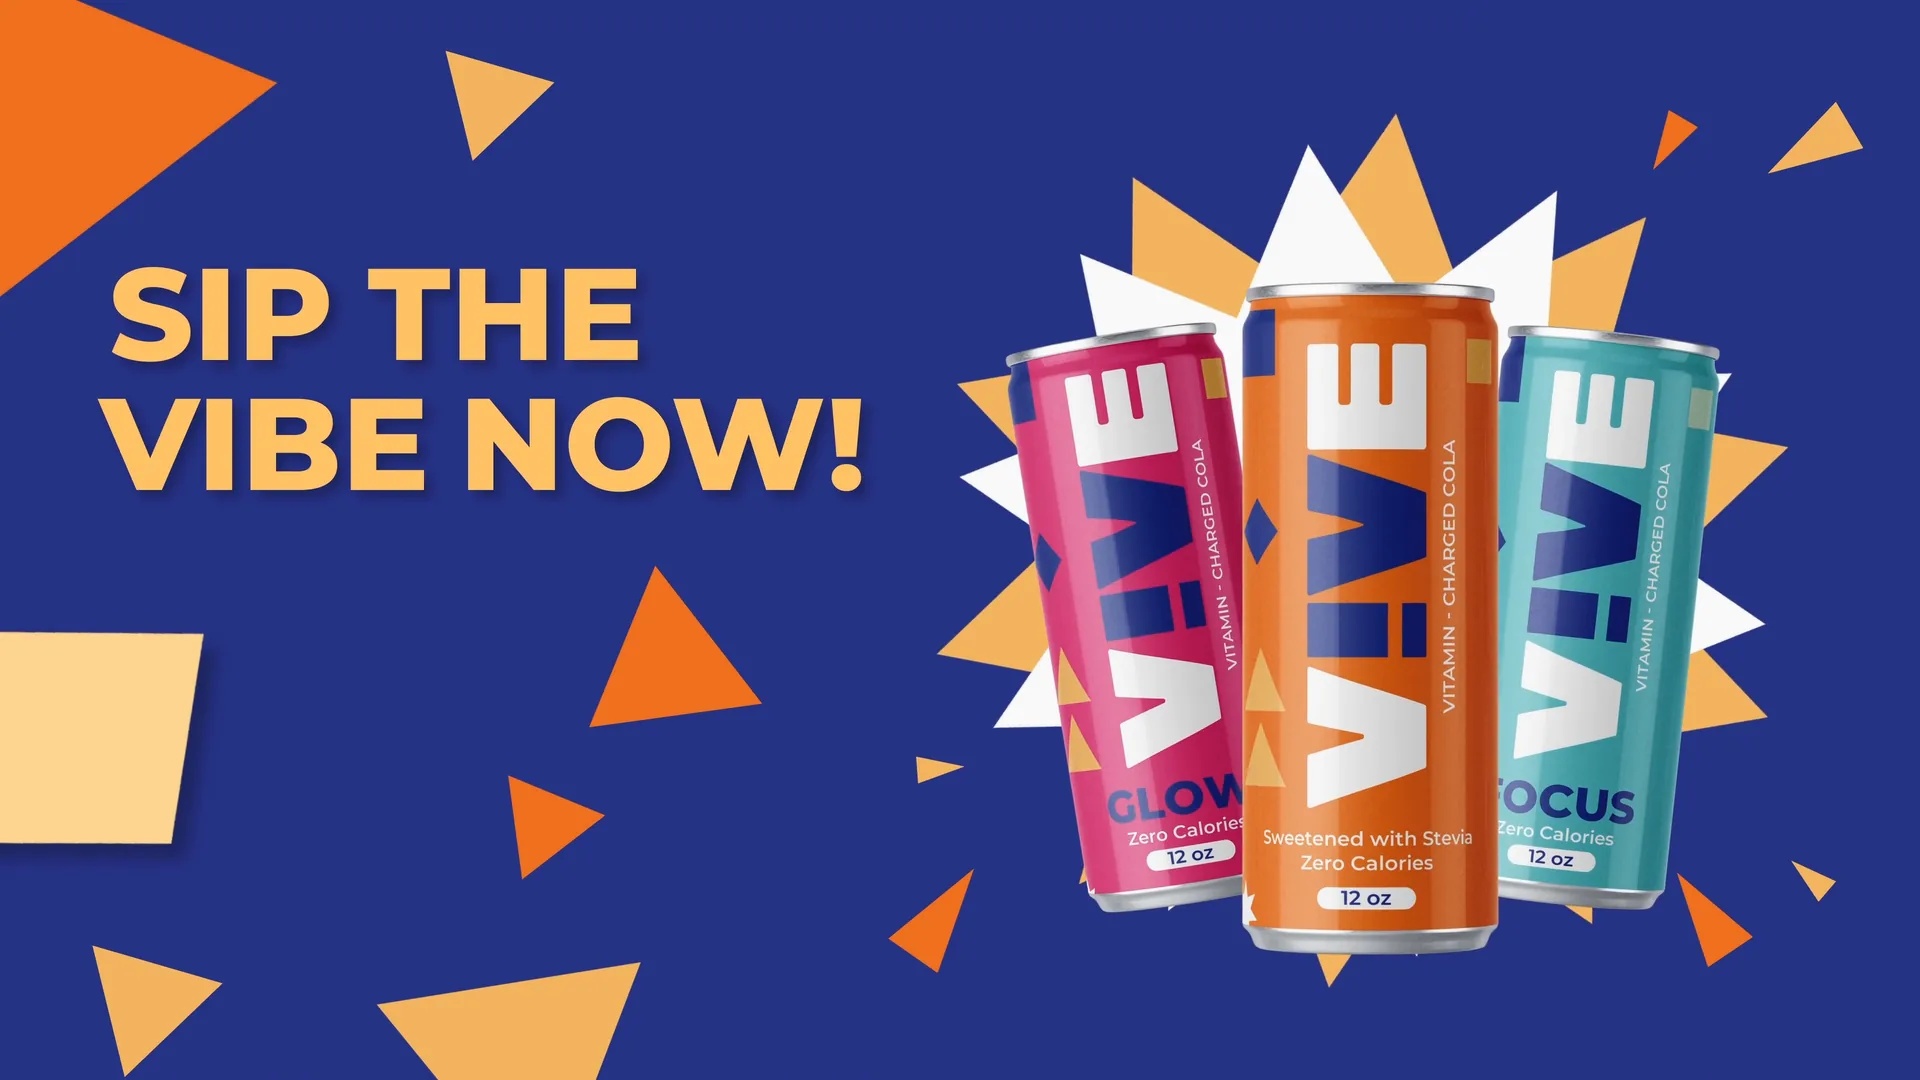 SIP THE
VIBE NOW!
VIVE
VITAMIN - CHARGED COLA
GLOW
Zero Calories
12 oz
VIVE
VITAMIN - CHARGED COLA
Sweetened with Stevia
Zero Calories
12 oz
VIVE
VITAMIN - CHARGED COLA
FOCUS
Zero Calories
12 oz